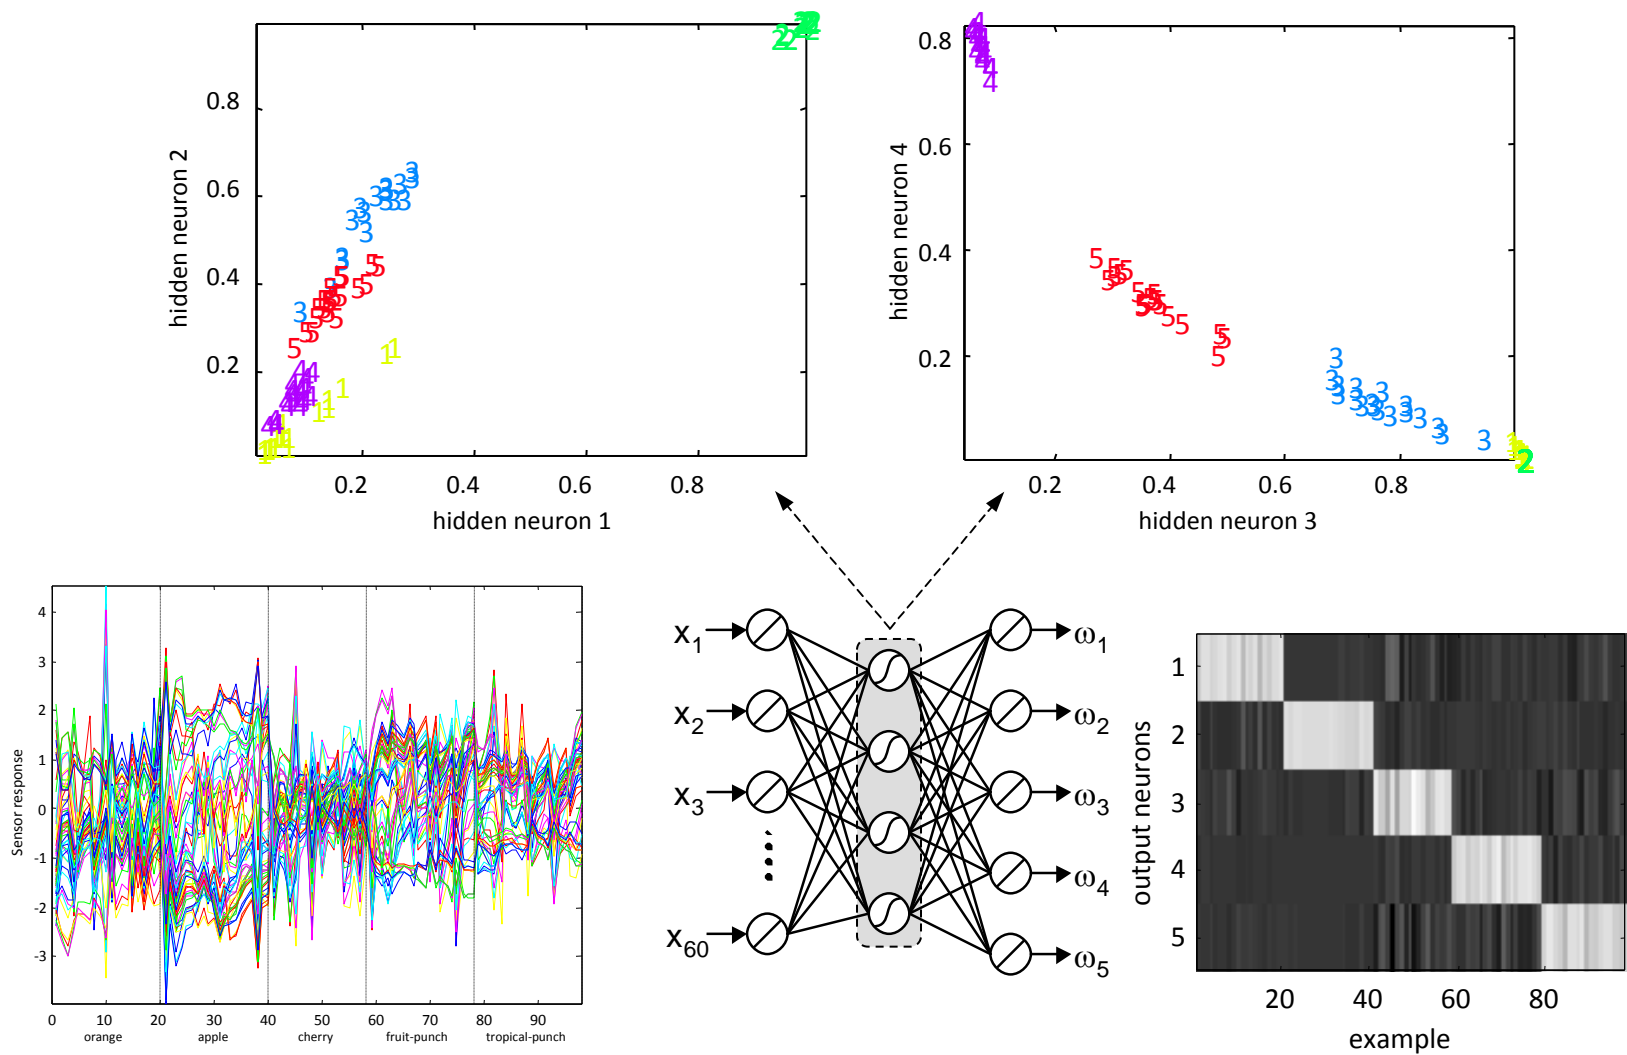 hidden neuron 2
0.8
0.6
0.4
0.2
0.2 0.4 0.6 0.8
hidden neuron 1
hidden neuron 4
0.8
0.6
0.4
0.2
0.2 0.4 0.6 0.8
hidden neuron 3
Sensor response
4
3
2
1
0
-1
-2
-3
0 10 20 30 40 50 60 70 80 90
orange apple cherry fruit-punch tropical-punch
x1 ω1
x2 ω2
x3 ω3
ω4
x60
ω5
output neurons
1
2
3
4
5
20 40 60 80
example